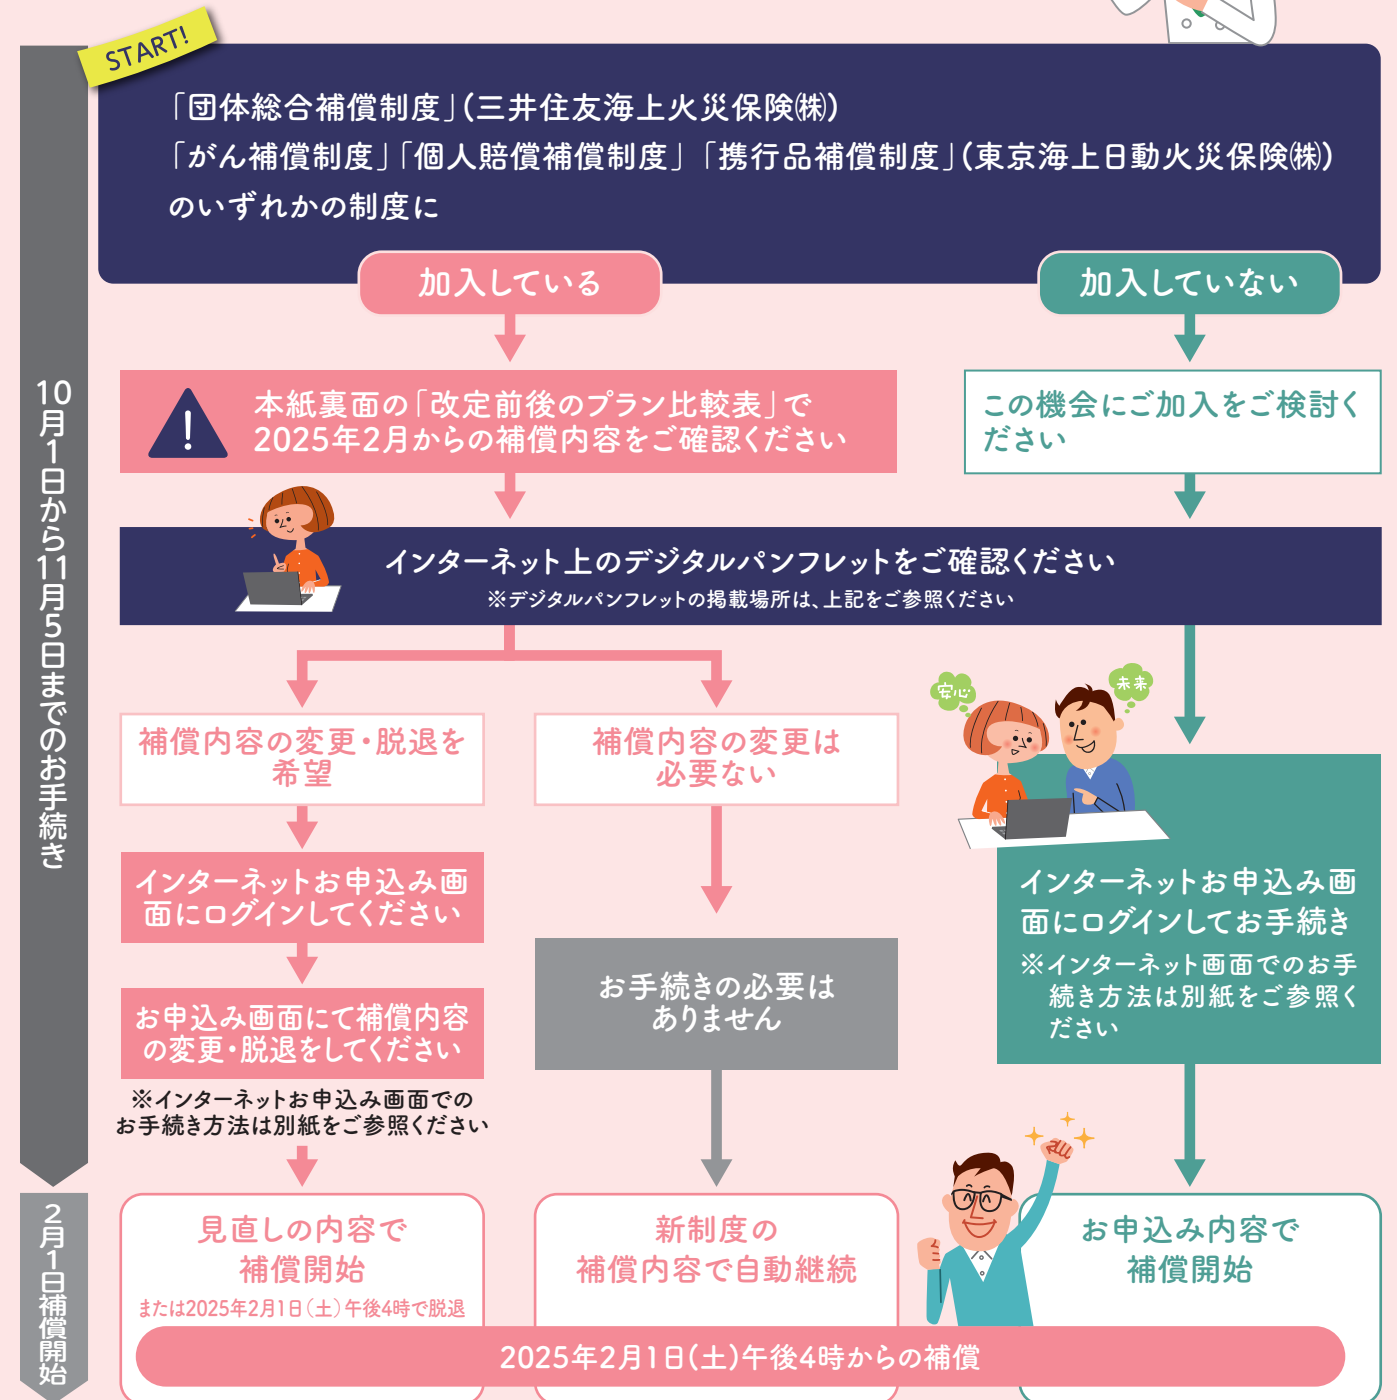 START!
「団体総合補償制度」(三井住友海上火災保険㈱)
「がん補償制度」「個人賠償補償制度」「携行品補償制度」(東京海上日動火災保険㈱)
のいずれかの制度に
加入している
加入していない
10月1日から11月5日までのお手続き
本紙裏面の「改定前後のプラン比較表」で
2025年2月からの補償内容をご確認ください
この機会にご加入をご検討く
ださい
インターネット上のデジタルパンフレットをご確認ください
※デジタルパンフレットの掲載場所は、上記をご参照ください
補償内容の変更・脱退を
希望
補償内容の変更は
必要ない
安心
未来
インターネットお申込み画
面にログインしてください
お申込み画面にて補償内容
の変更・脱退をしてください
※インターネットお申込み画面での
お手続き方法は別紙をご参照ください
お手続きの必要は
ありません
インターネットお申込み画
面にログインしてお手続き
※インターネット画面でのお手
続き方法は別紙をご参照く
ださい
2月1日補償開始
見直しの内容で
補償開始
または2025年2月1日(土)午後4時で脱退
新制度の
補償内容で自動継続
お申込み内容で
補償開始
2025年2月1日(土)午後4時からの補償